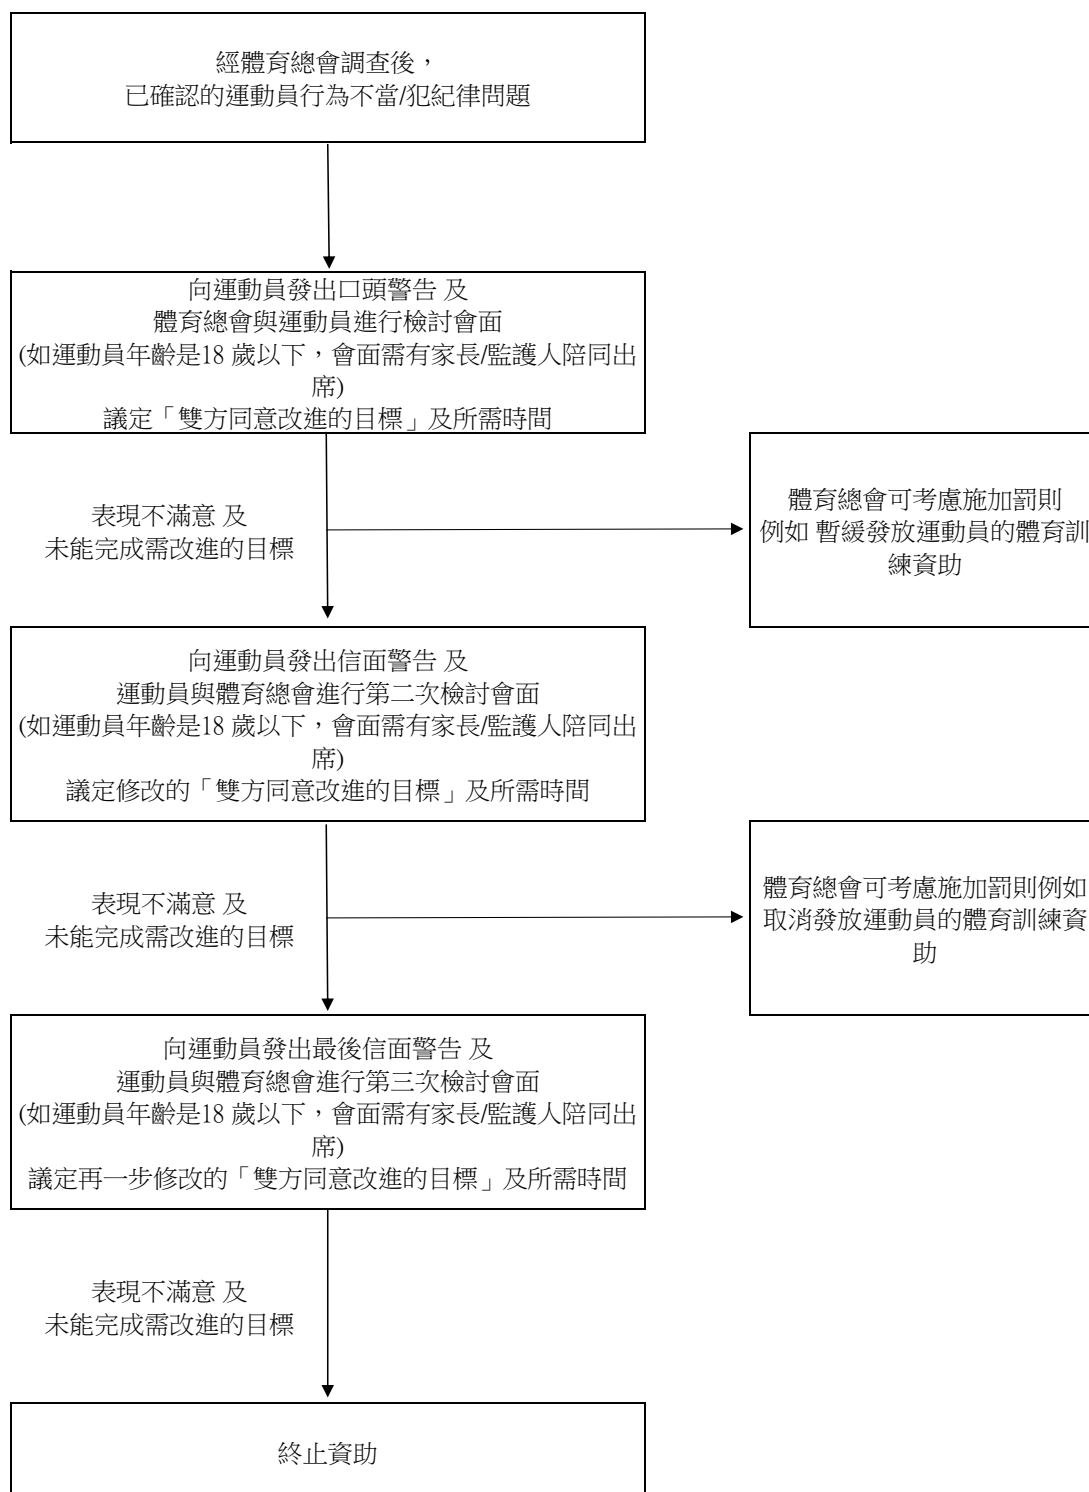 經體育總會調查後，
已確認的運動員行為不當/犯紀律問題
向運動員發出口頭警告 及
體育總會與運動員進行檢討會面
(如運動員年齡是18 歲以下，會面需有家長/監護人陪同出
席)
議定「雙方同意改進的目標」及所需時間
表現不滿意 及
未能完成需改進的目標
體育總會可考慮施加罰則
例如 暫緩發放運動員的體育訓
練資助
向運動員發出信面警告 及
運動員與體育總會進行第二次檢討會面
(如運動員年齡是18 歲以下，會面需有家長/監護人陪同出
席)
議定修改的「雙方同意改進的目標」及所需時間
表現不滿意 及
未能完成需改進的目標
體育總會可考慮施加罰則例如
取消發放運動員的體育訓練資
助
向運動員發出最後信面警告 及
運動員與體育總會進行第三次檢討會面
(如運動員年齡是18 歲以下，會面需有家長/監護人陪同出
席)
議定再一步修改的「雙方同意改進的目標」及所需時間
表現不滿意 及
未能完成需改進的目標
終止資助